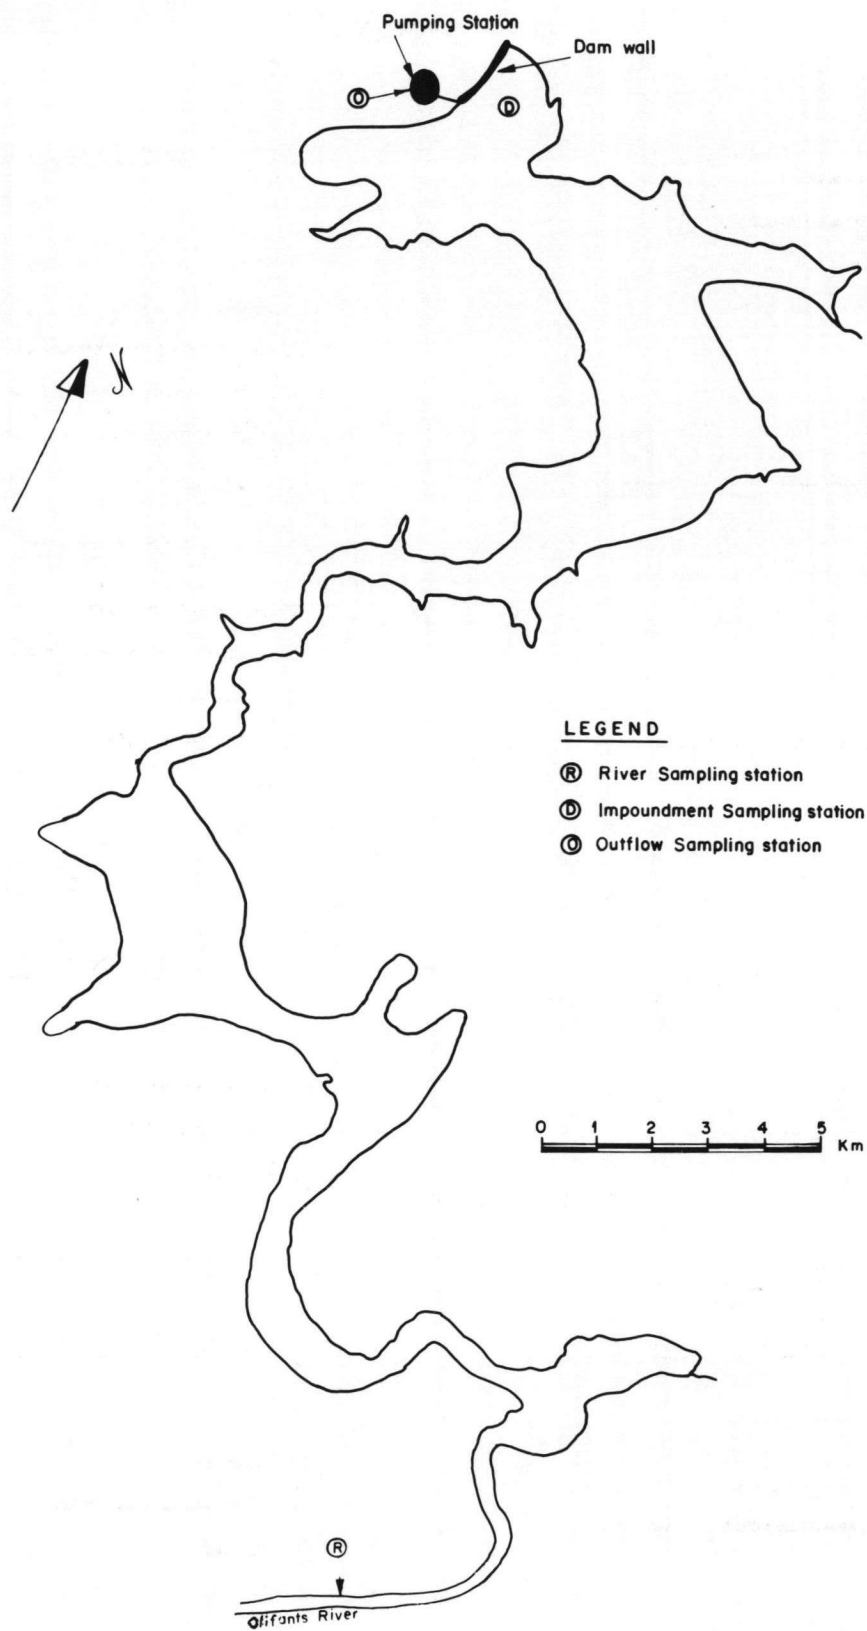 Pumping Station
Dam wall
O
D
N
LEGEND
R River Sampling station
D Impoundment Sampling station
O Outflow Sampling station
0 1 2 3 4 5
Km
R
Olifants River